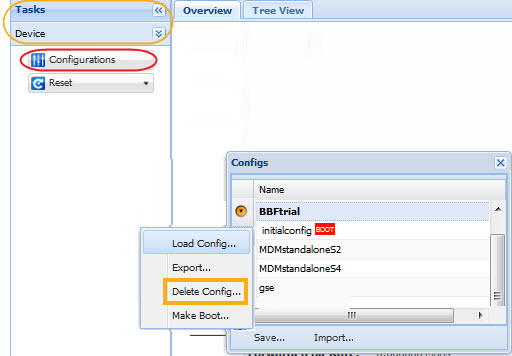 Tasks
Overview
Tree View
Device
Configurations
Reset
Configs
Name
BBFtrial
initialconfig BOOT
MDMstandaloneS2
MDMstandaloneS4
gse
Load Config...
Export...
Delete Config...
Make Boot...
Save...
Import...